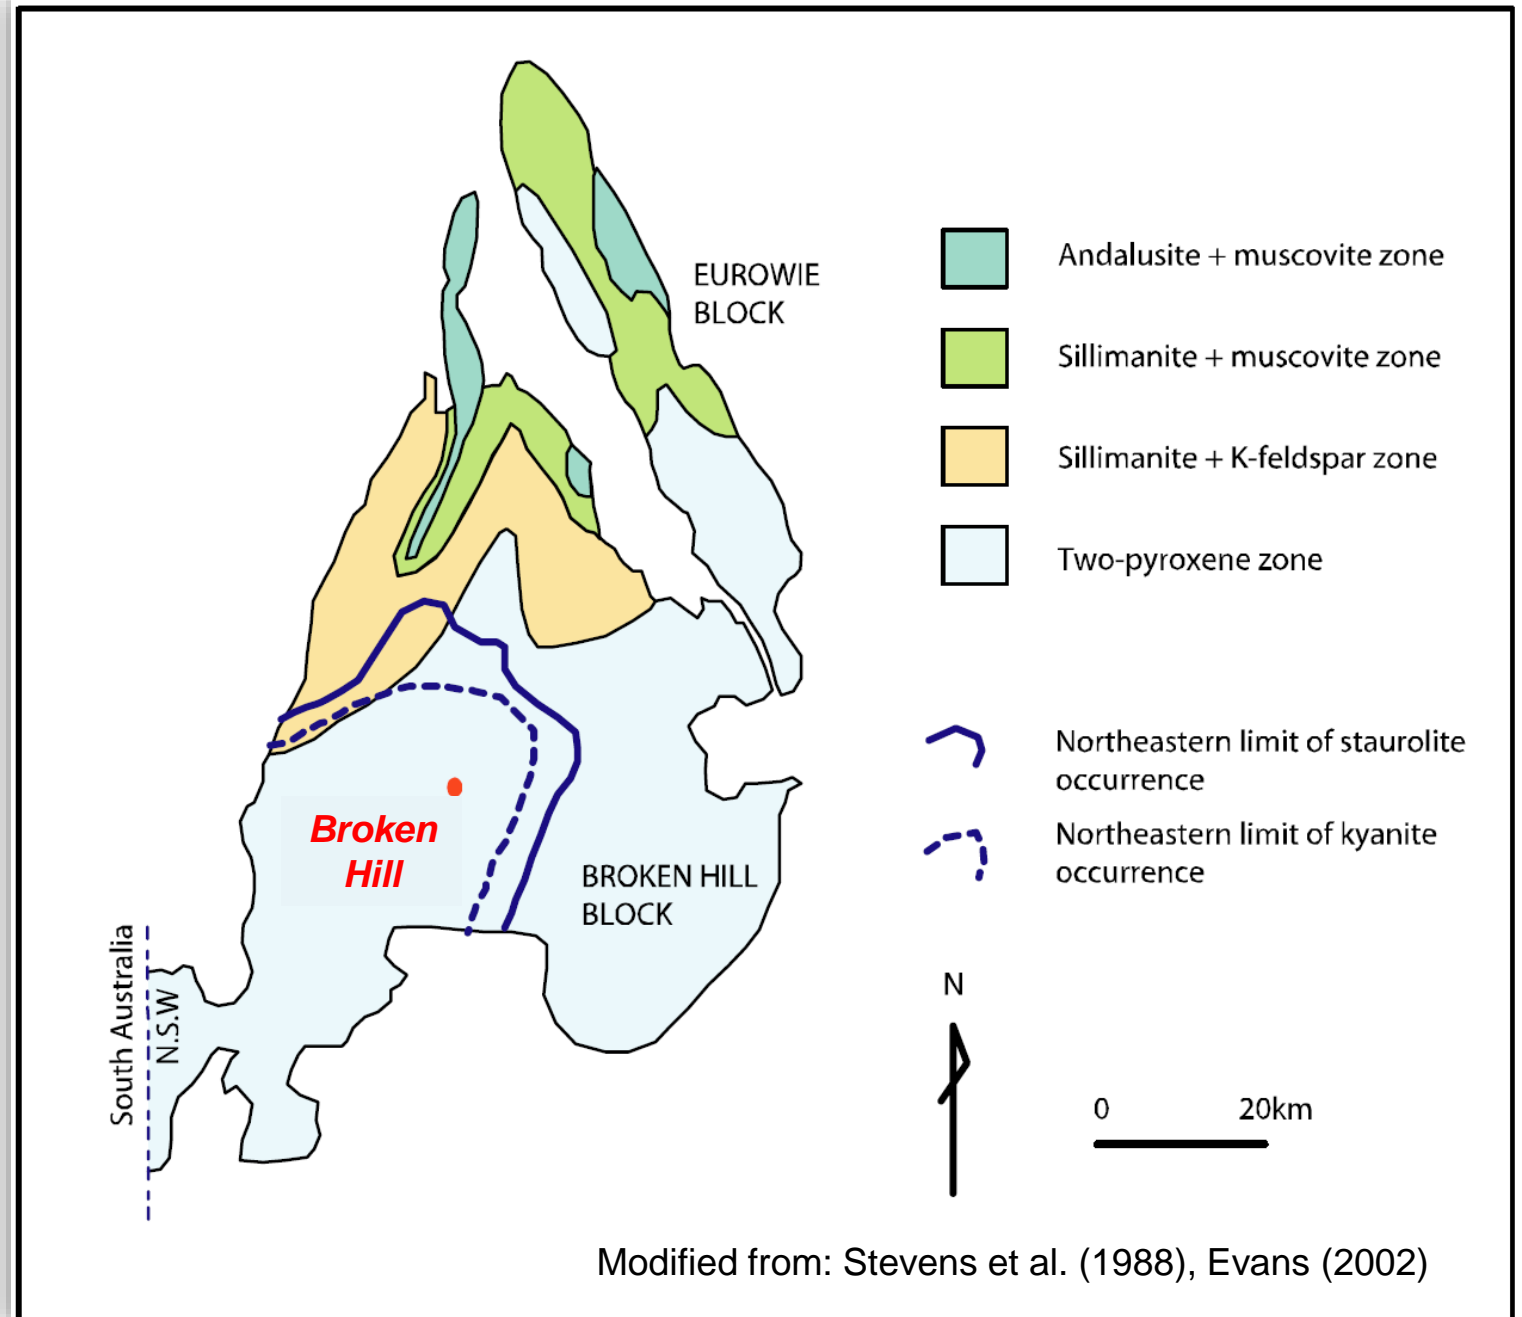 EUROWIE
BLOCK
Andalusite + muscovite zone
Sillimanite + muscovite zone
Sillimanite + K-feldspar zone
Two-pyroxene zone
Northeastern limit of staurolite
occurrence
Northeastern limit of kyanite
occurrence
Broken
Hill
BROKEN HILL
BLOCK
South Australia
N.S.W
N
0 20km
Modified from: Stevens et al. (1988), Evans (2002)